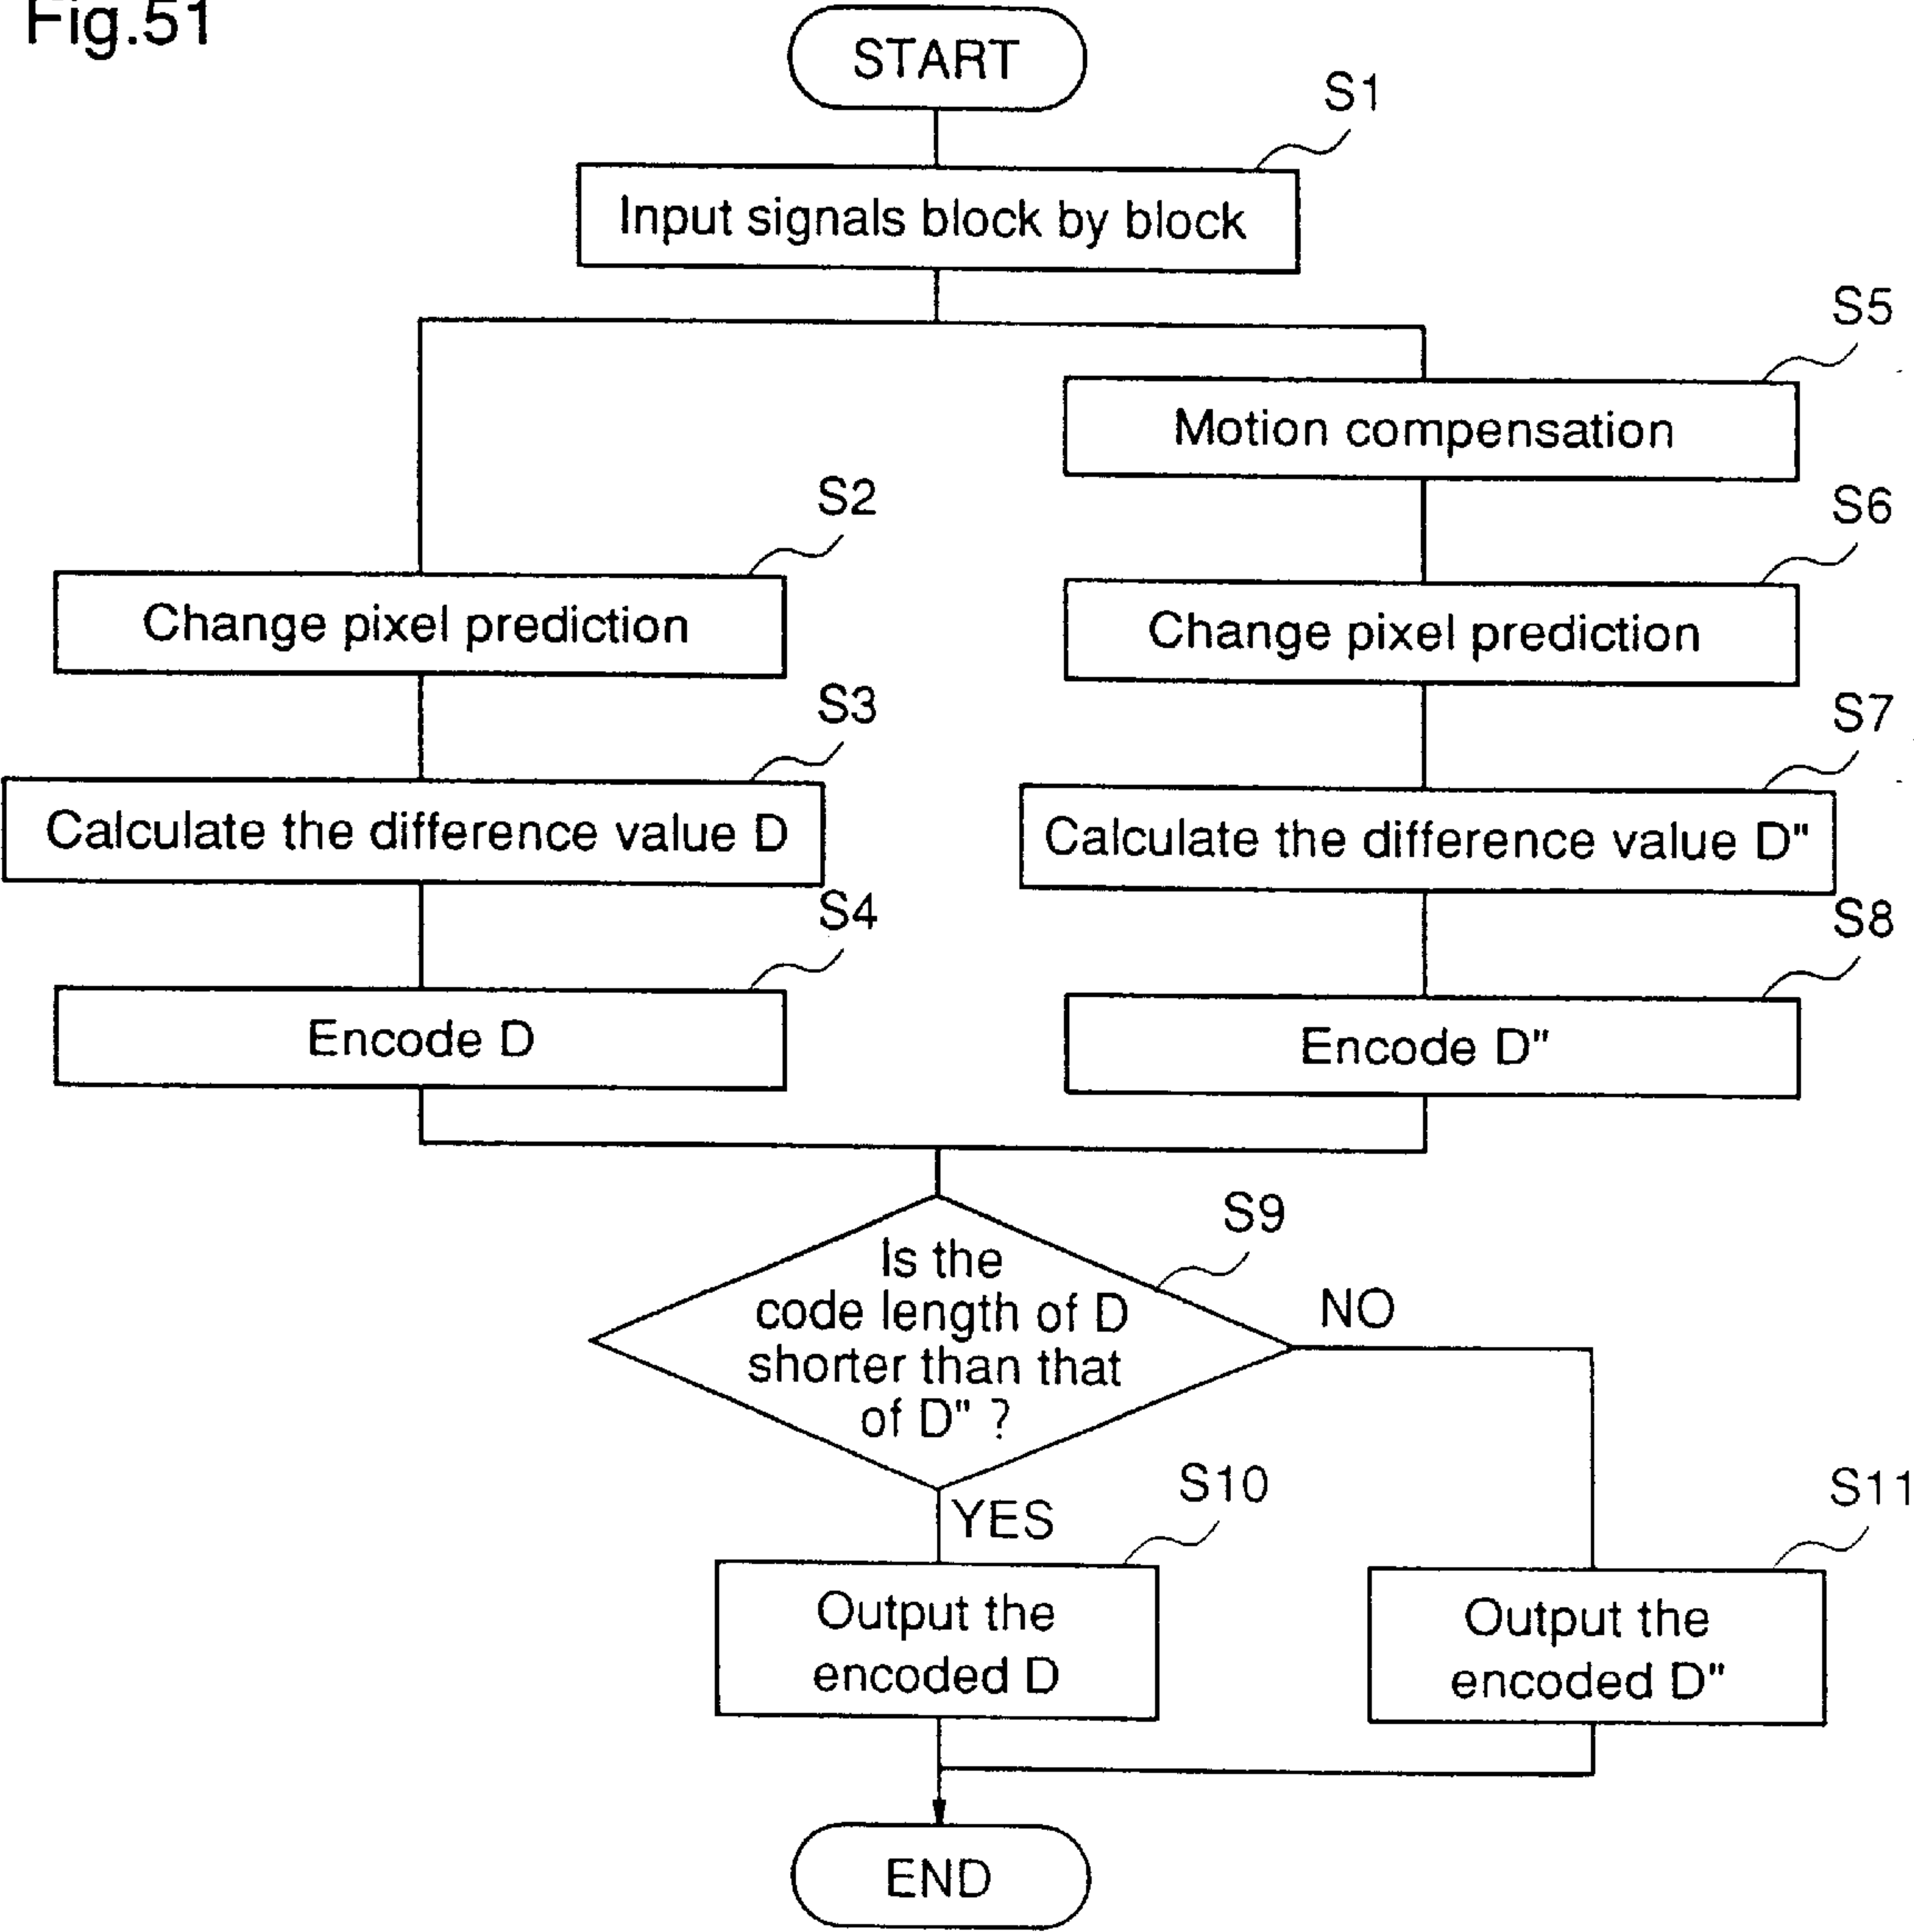 Fig.51
START
S1
Input signals block by block
S5
Motion compensation
S2
S6
Change pixel prediction
Change pixel prediction
S3
S7
Calculate the difference value D
Calculate the difference value D"
S4
S8
Encode D
Encode D"
S9
Is the
code length of D
shorter than that
of D" ?
NO
YES
S10
S11
Output the
encoded D
Output the
encoded D"
END